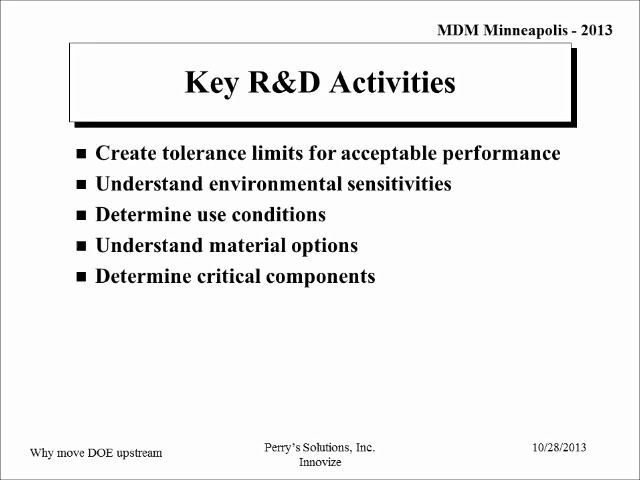 MDM Minneapolis - 2013
Key R&D Activities
Create tolerance limits for acceptable performance
Understand environmental sensitivities
Determine use conditions
Understand material options
Determine critical components
Why move DOE upstream
Perry's Solutions, Inc.
Innovize
10/28/2013